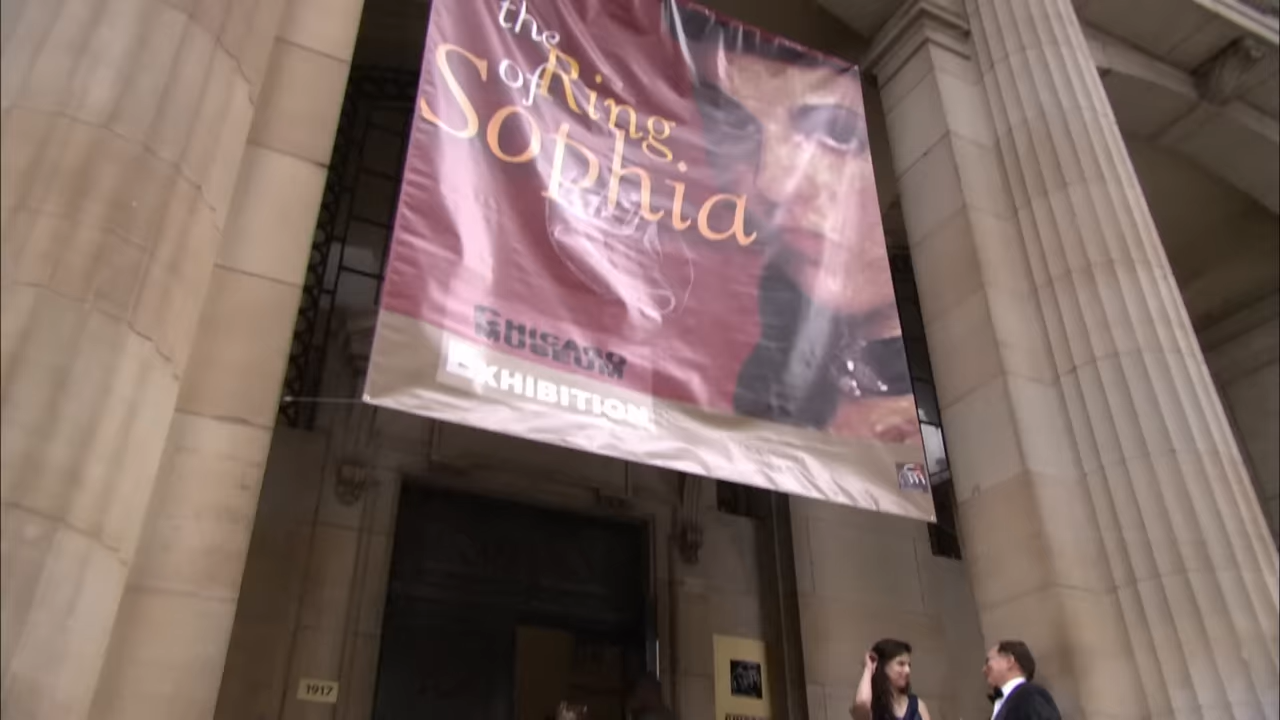 the
Ring
of
Sophia
CHICAGO
MUSEUM
EXHIBITION
1917